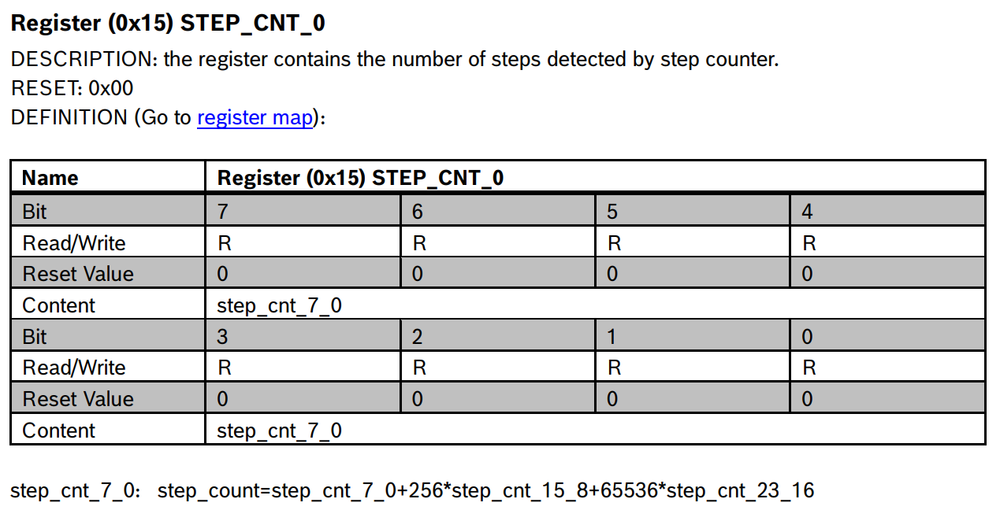 Register (0x15) STEP_CNT_0
DESCRIPTION: the register contains the number of steps detected by step counter.
RESET: 0x00
DEFINITION (Go to register map):
Name Register (0x15) STEP_CNT_0
Bit 7 6 5 4
Read/Write R R R R
Reset Value 0 0 0 0
Content step_cnt_7_0
Bit 3 2 1 0
Read/Write R R R R
Reset Value 0 0 0 0
Content step_cnt_7_0
step_cnt_7_0: step_count=step_cnt_7_0+256*step_cnt_15_8+65536*step_cnt_23_16